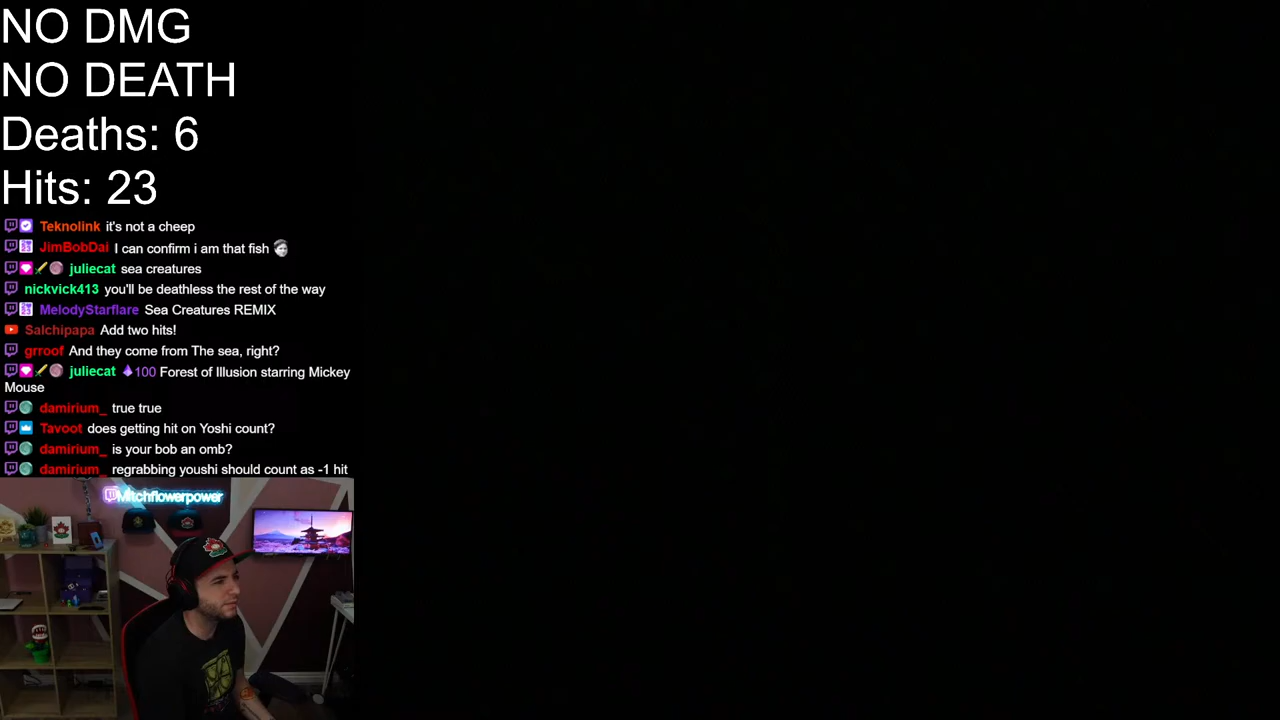 NO DMG
NO DEATH
Deaths: 6
Hits: 23
Teknolink it's not a cheep
JimBobDai I can confirm i am that fish
juliecat sea creatures
nickvick413 you'll be deathless the rest of the way
MelodyStarflare Sea Creatures REMIX
Salchipapa Add two hits!
grroof And they come from The sea, right?
juliecat 100 Forest of Illusion starring Mickey
Mouse
damirium_ true true
Tavoot does getting hit on Yoshi count?
damirium_ is your bob an omb?
damirium_ regrabbing youshi should count as -1 hit
Mitchflowerpower